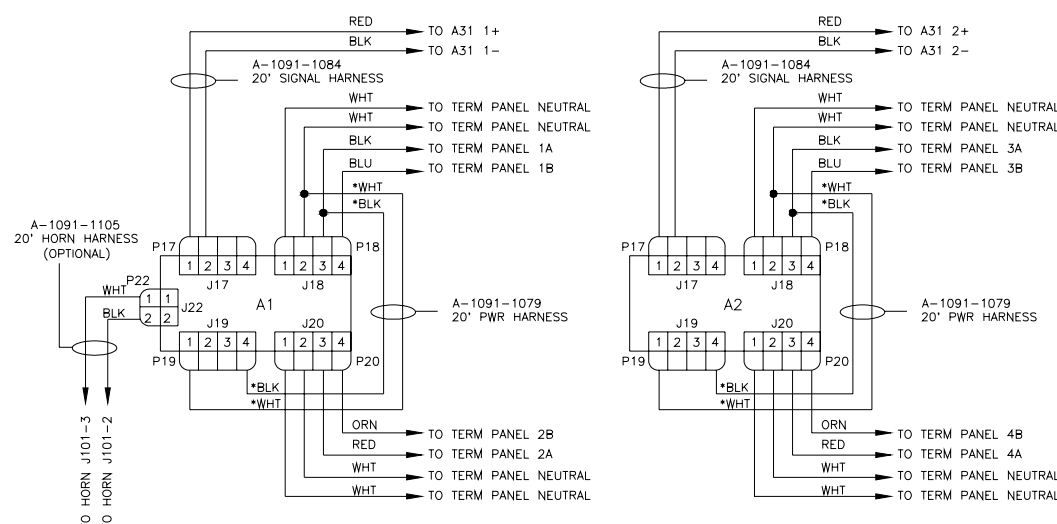 RED
TO A31 1+
BLK
TO A31 1-
A-1091-1084
20' SIGNAL HARNESS
WHT
TO TERM PANEL NEUTRAL
WHT
TO TERM PANEL NEUTRAL
BLK
TO TERM PANEL 1A
BLU
TO TERM PANEL 1B
*WHT
*BLK
A-1091-1105
20' HORN HARNESS
(OPTIONAL)
P17
1 2 3 4
J17
P18
1 2 3 4
J18
P22
WHT
1 1
J22
BLK
2 2
A1
A-1091-1079
20' PWR HARNESS
J19
1 2 3 4
P19
J20
1 2 3 4
P20
*BLK
*WHT
ORN
TO TERM PANEL 2B
RED
TO TERM PANEL 2A
WHT
TO TERM PANEL NEUTRAL
WHT
TO TERM PANEL NEUTRAL
O HORN J101-3
O HORN J101-2
RED
TO A31 2+
BLK
TO A31 2-
A-1091-1084
20' SIGNAL HARNESS
WHT
TO TERM PANEL NEUTRAL
WHT
TO TERM PANEL NEUTRAL
BLK
TO TERM PANEL 3A
BLU
TO TERM PANEL 3B
*WHT
*BLK
P17
1 2 3 4
J17
P18
1 2 3 4
J18
A2
A-1091-1079
20' PWR HARNESS
J19
1 2 3 4
P19
J20
1 2 3 4
P20
*BLK
*WHT
ORN
TO TERM PANEL 4B
RED
TO TERM PANEL 4A
WHT
TO TERM PANEL NEUTRAL
WHT
TO TERM PANEL NEUTRAL